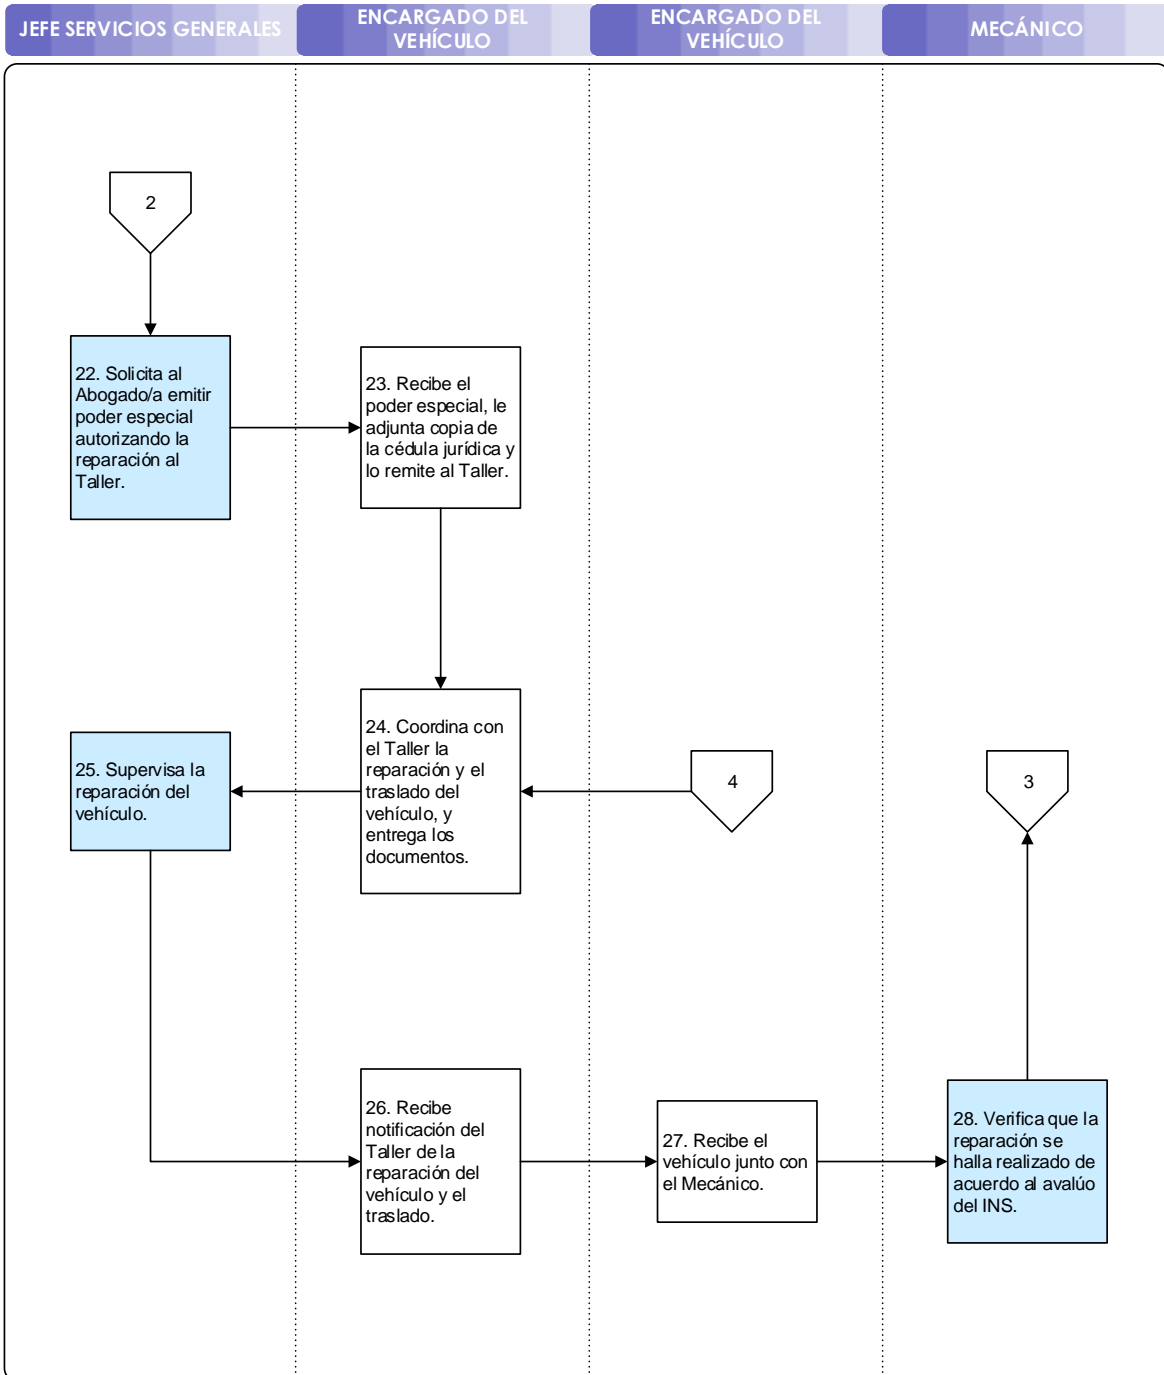 JEFE SERVICIOS GENERALES
ENCARGADO DEL
VEHÍCULO
ENCARGADO DEL
VEHÍCULO
MECÁNICO
2
22. Solicita al
Abogado/a emitir
poder especial
autorizando la
reparación al
Taller.
23. Recibe el
poder especial, le
adjunta copia de
la cédula jurídica y
lo remite al Taller.
24. Coordina con
el Taller la
reparación y el
traslado del
vehículo, y
entrega los
documentos.
25. Supervisa la
reparación del
vehículo.
4
3
26. Recibe
notificación del
Taller de la
reparación del
vehículo y el
traslado.
27. Recibe el
vehículo junto con
el Mecánico.
28. Verifica que la
reparación se
halla realizado de
acuerdo al avalúo
del INS.